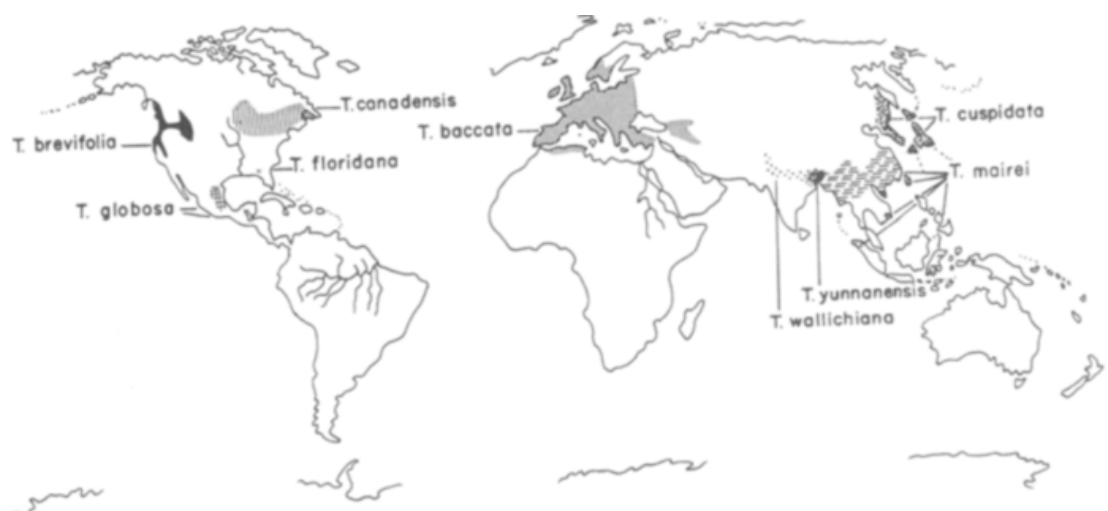 T. canadensis
T. brevifolia
T. floridana
T. globosa
T. baccata
T. cuspidata
T. mairei
T. yunnanensis
T. wallichiana